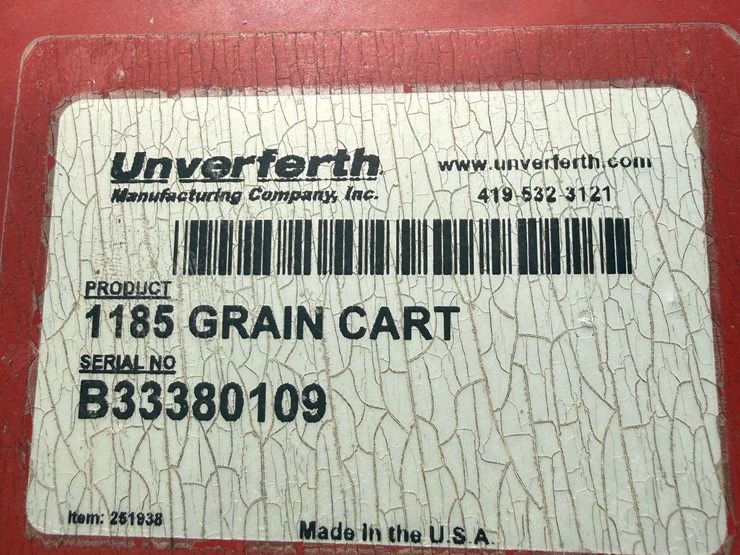 Unverferth
Manufacturing Company, Inc.
www.unverferth.com
419-532-3121
PRODUCT
1185 GRAIN CART
SERIAL NO
B33380109
Item: 251938
Made in the U.S.A.